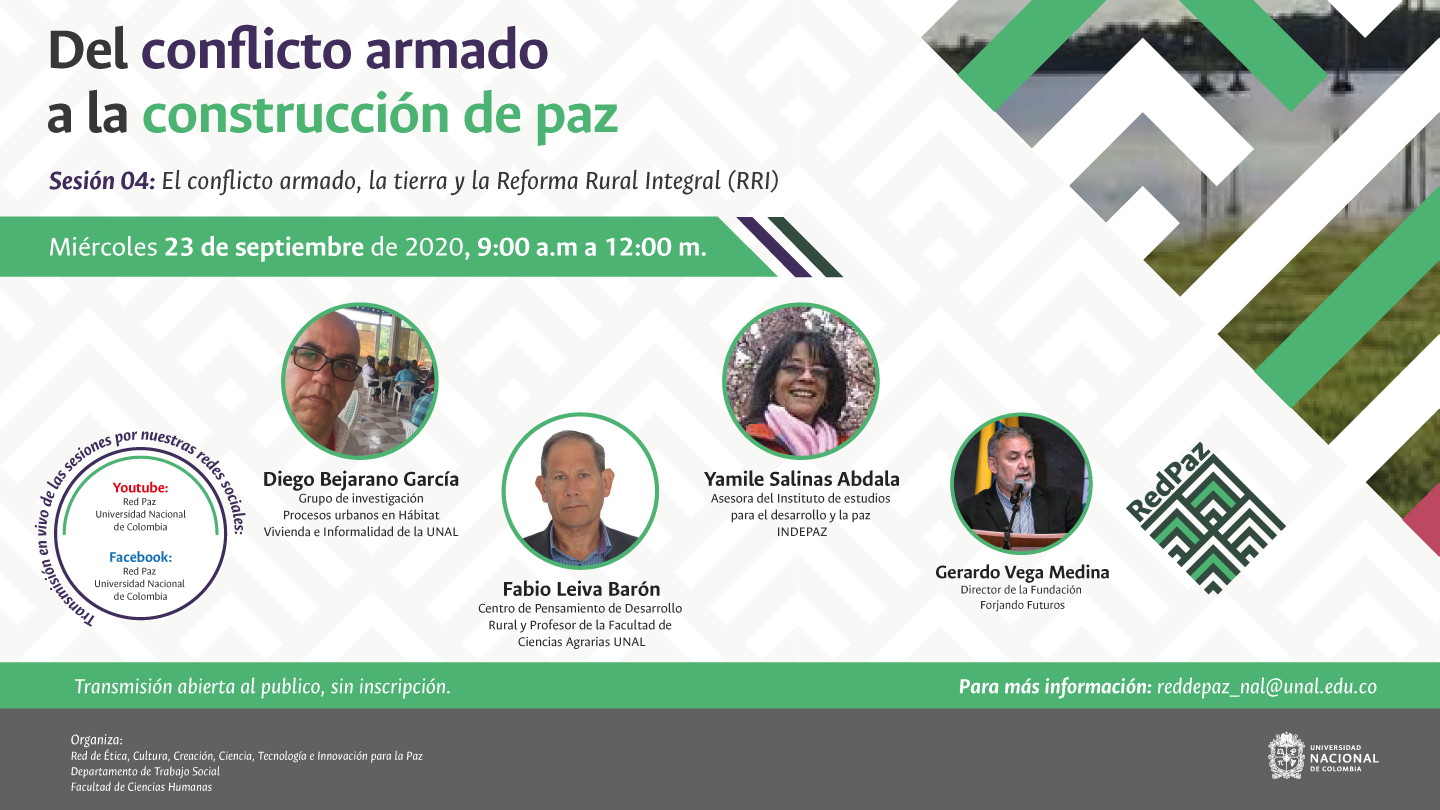 Del conflicto armado
a la construcción de paz
Sesión 04: El conflicto armado, la tierra y la Reforma Rural Integral (RRI)
Miércoles 23 de septiembre de 2020, 9:00 a.m a 12:00 m.
Transmisión en vivo de las sesiones por nuestras redes sociales:
Youtube:
Red Paz
Universidad Nacional
de Colombia
Facebook:
Red Paz
Universidad Nacional
de Colombia
Diego Bejarano García
Grupo de investigación
Procesos urbanos en Hábitat
Vivienda e Informalidad de la UNAL
Fabio Leiva Barón
Centro de Pensamiento de Desarrollo
Rural y Profesor de la Facultad de
Ciencias Agrarias UNAL
Yamile Salinas Abdala
Asesora del Instituto de estudios
para el desarrollo y la paz
INDEPAZ
Gerardo Vega Medina
Director de la Fundación
Forjando Futuros
RedPaz
Transmisión abierta al publico, sin inscripción.
Para más información: reddepaz_nal@unal.edu.co
Organiza:
Red de Ética, Cultura, Creación, Ciencia, Tecnología e Innovación para la Paz
Departamento de Trabajo Social
Facultad de Ciencias Humanas
UNIVERSIDAD
NACIONAL
DE COLOMBIA